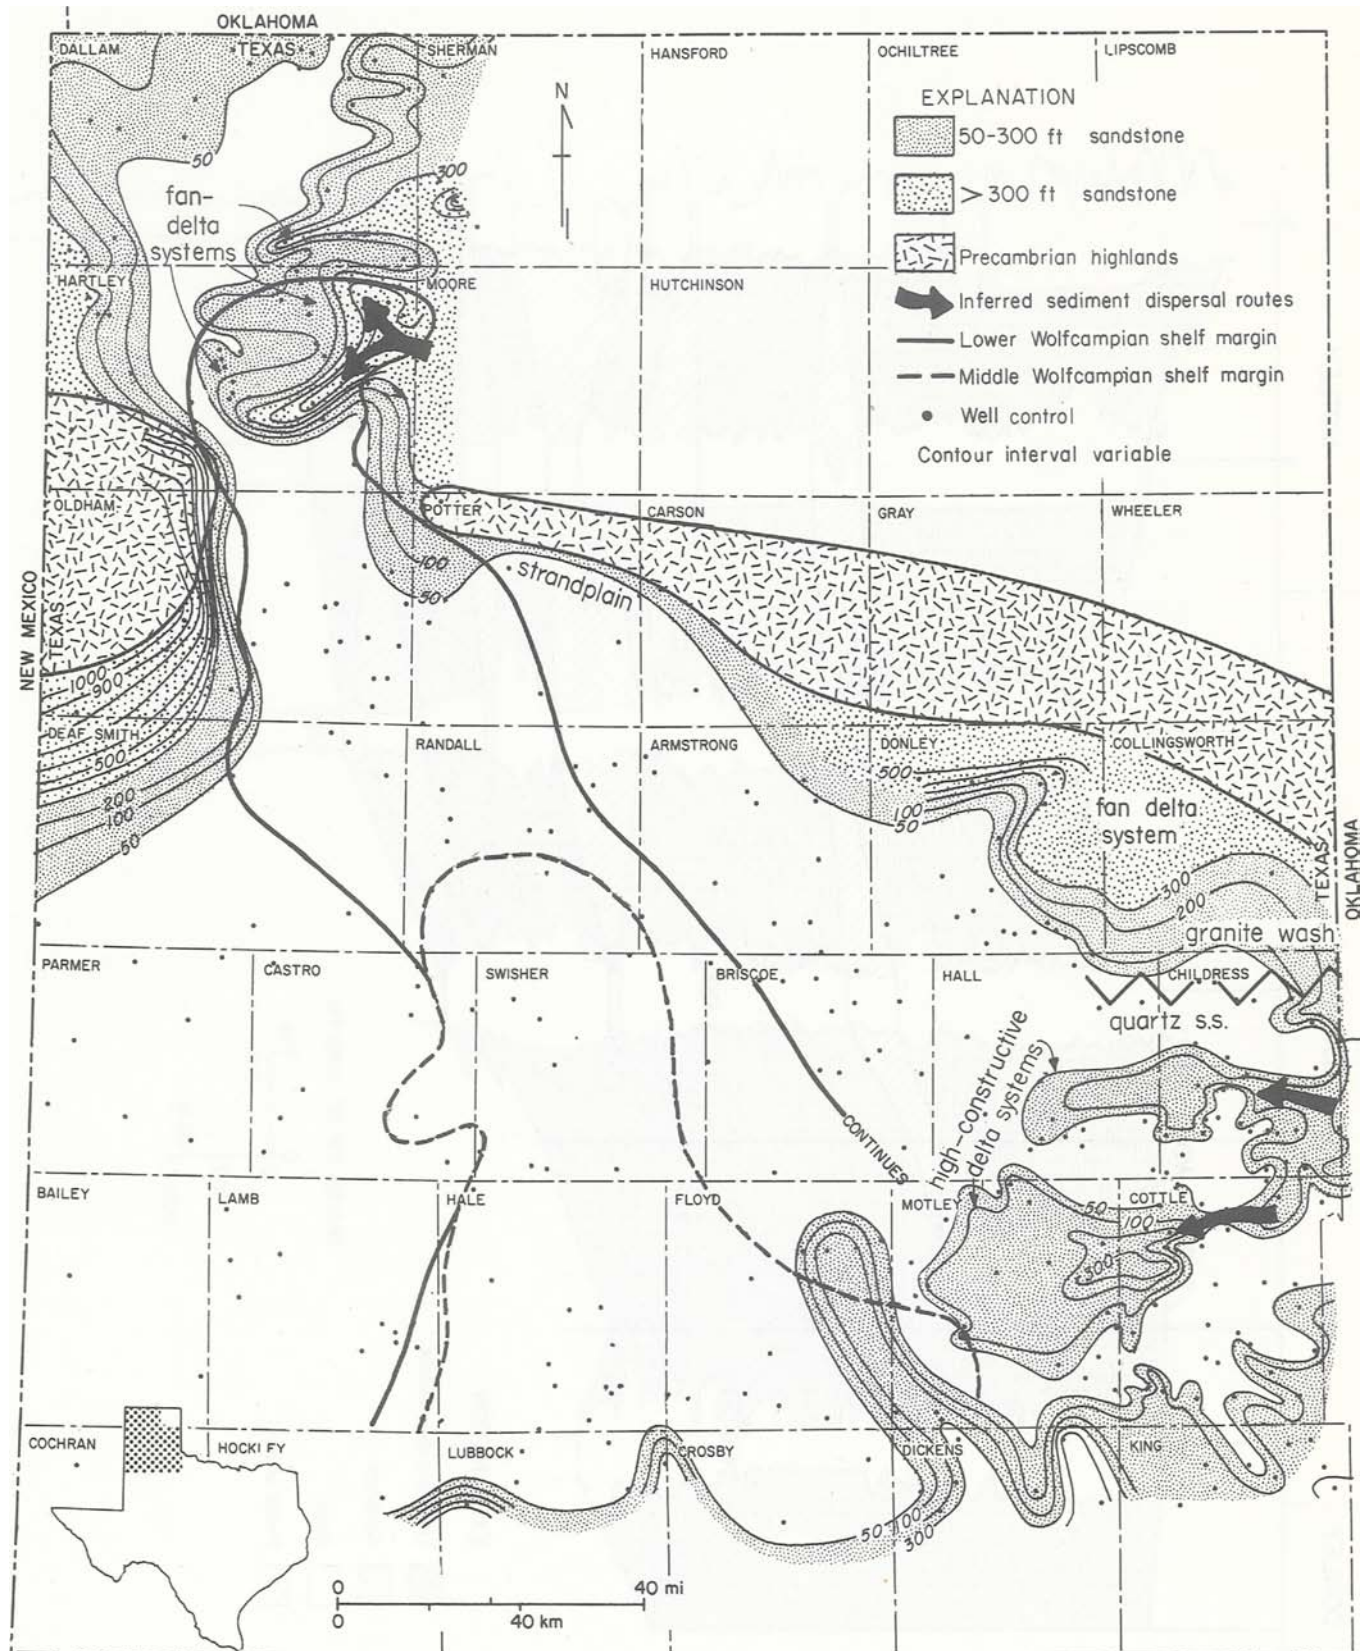 OKLAHOMA
TEXAS
DALLAM
SHERMAN
HANSFORD
OCHILTREE
LIPSCOMB
N
EXPLANATION
50-300 ft sandstone
> 300 ft sandstone
Precambrian highlands
Inferred sediment dispersal routes
Lower Wolfcampian shelf margin
Middle Wolfcampian shelf margin
Well control
Contour interval variable
50
300
fan-
delta
systems
HARTLEY
MOORE
HUTCHINSON
OLDHAM
POTTER
CARSON
GRAY
WHEELER
100
50
strandplain
NEW MEXICO
TEXAS
1000
900
500
200
100
50
DEAF SMITH
RANDALL
ARMSTRONG
DONLEY
COLLINGSWORTH
500
100
50
fan delta
system
300
200
granite wash
TEXAS
OKLAHOMA
PARMER
CASTRO
SWISHER
BRISCOE
HALL
CHILDRESS
quartz s.s.
high-constructive
delta systems
CONTINUES
BAILEY
LAMB
HALE
FLOYD
MOTLEY
COTTLE
50
100
300
COCHRAN
HOCKLEY
LUBBOCK
CROSBY
DICKENS
KING
50
100
300
0 40 mi
0 40 km